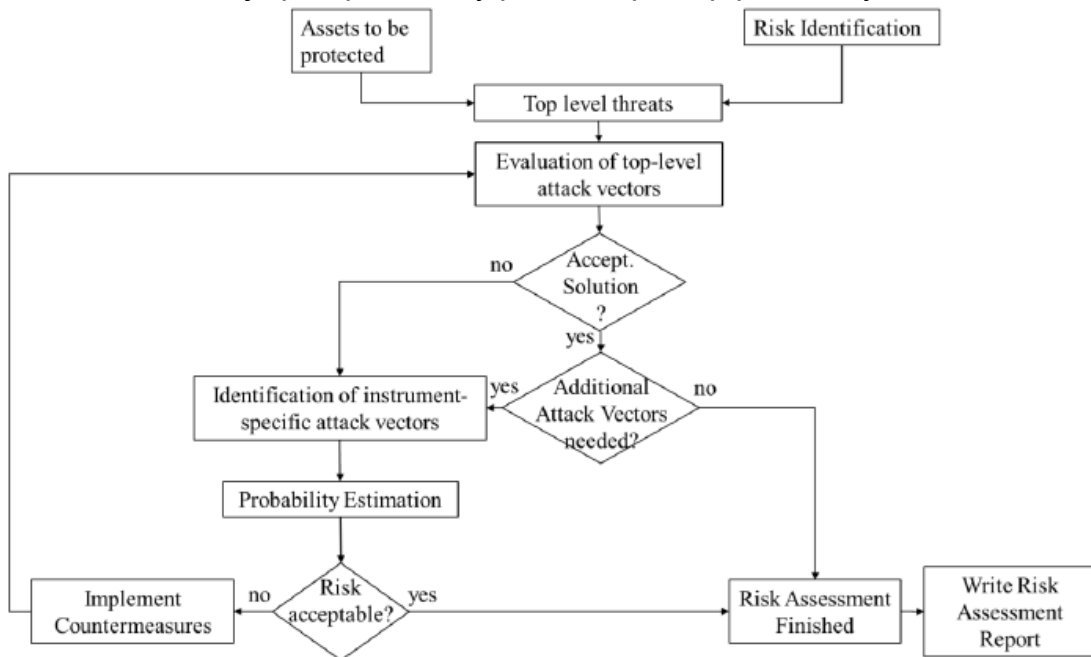 Assets to be
protected
Risk Identification
Top level threats
Evaluation of top-level
attack vectors
no
Accept.
Solution
?
yes
Identification of instrument-
specific attack vectors
yes
Additional
Attack Vectors
needed?
no
Probability Estimation
Implement
Countermeasures
no
Risk
acceptable?
yes
Risk Assessment
Finished
Write Risk
Assessment
Report